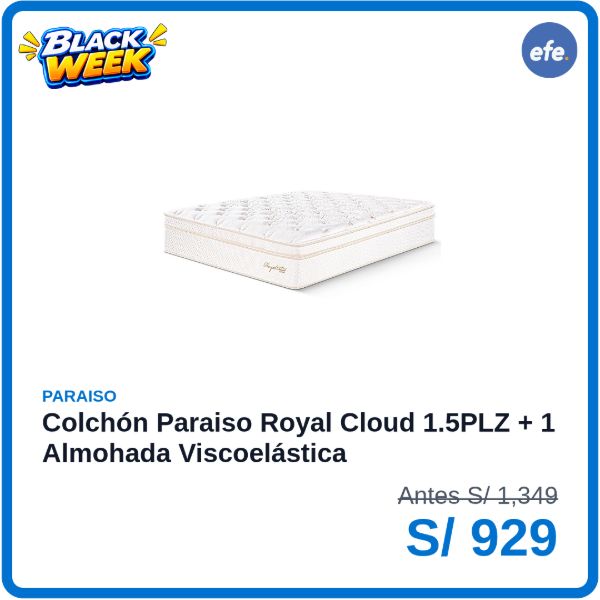 BLACK
WEEK
efe.
PARAISO
Colchón Paraiso Royal Cloud 1.5PLZ + 1
Almohada Viscoelástica
Antes S/ 1,349
S/ 929